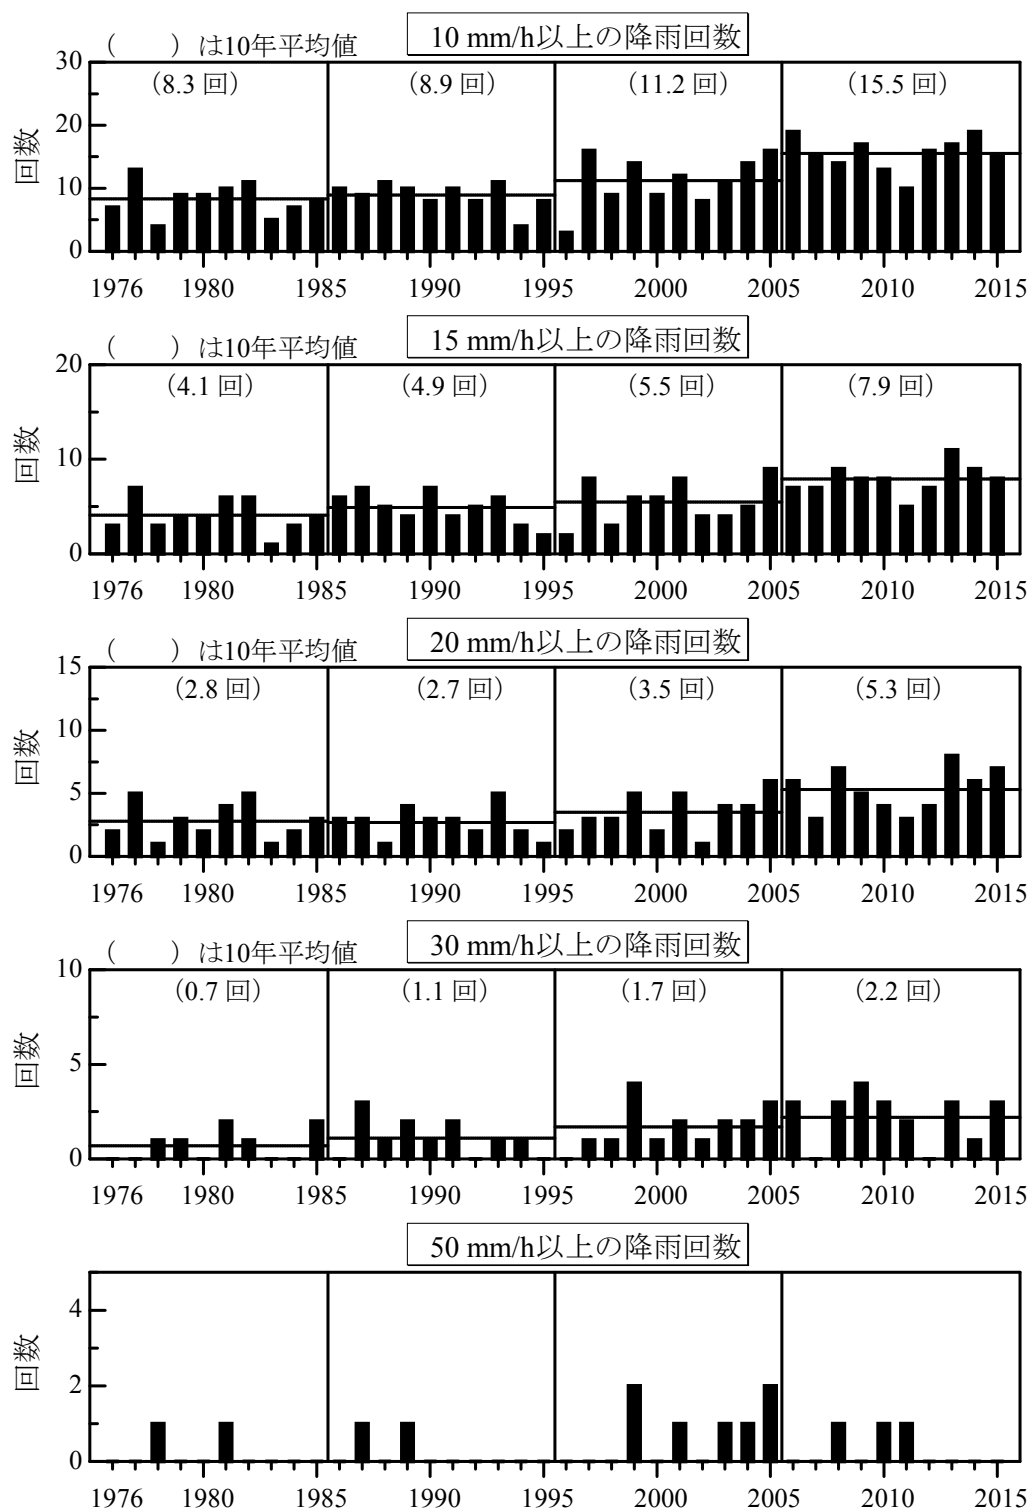 （　　）は10年平均値　10 mm/h以上の降雨回数
30
（8.3 回）　（8.9 回）　（11.2 回）　（15.5 回）
20
回数
10
0
1976　1980　1985　1990　1995　2000　2005　2010　2015
（　　）は10年平均値　15 mm/h以上の降雨回数
20
（4.1 回）　（4.9 回）　（5.5 回）　（7.9 回）
回数
10
0
1976　1980　1985　1990　1995　2000　2005　2010　2015
（　　）は10年平均値　20 mm/h以上の降雨回数
15
（2.8 回）　（2.7 回）　（3.5 回）　（5.3 回）
10
回数
5
0
1976　1980　1985　1990　1995　2000　2005　2010　2015
（　　）は10年平均値　30 mm/h以上の降雨回数
10
（0.7 回）　（1.1 回）　（1.7 回）　（2.2 回）
回数
5
0
1976　1980　1985　1990　1995　2000　2005　2010　2015
50 mm/h以上の降雨回数
4
回数
2
0
1976　1980　1985　1990　1995　2000　2005　2010　2015